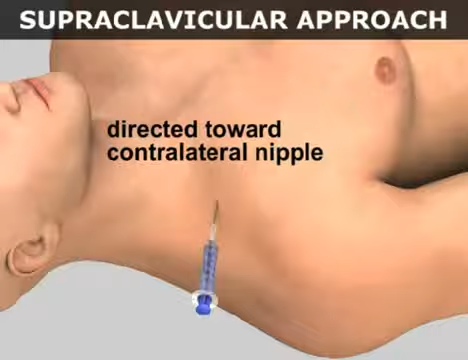 SUPRACLAVICULAR APPROACH
directed toward
contralateral nipple